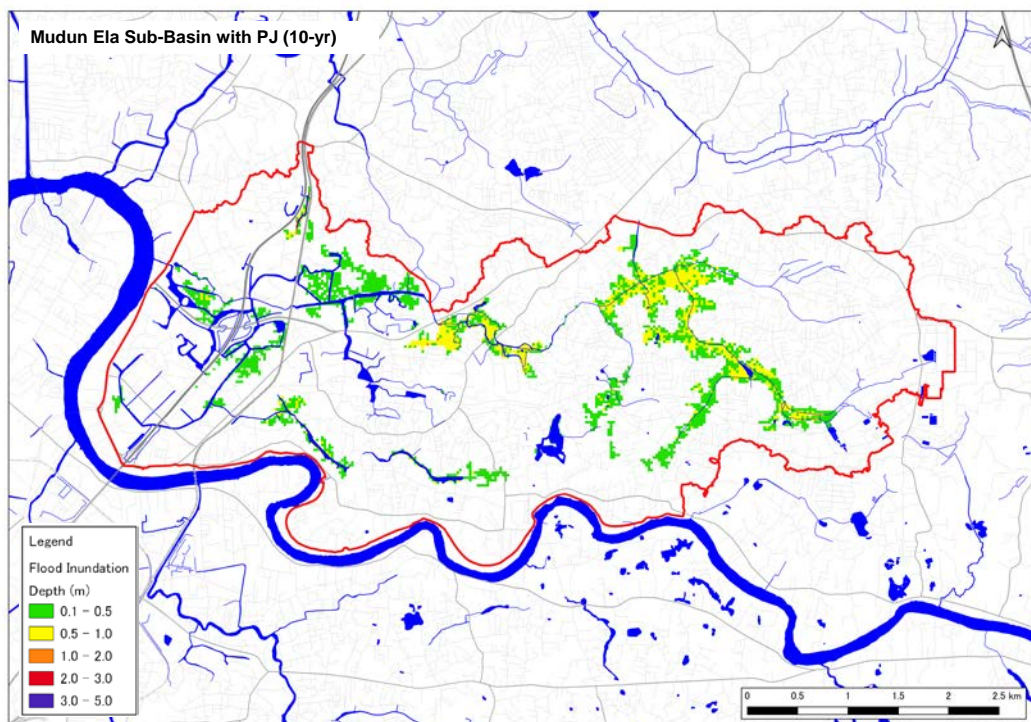 Mudun Ela Sub-Basin with PJ (10-yr)
Legend
Flood Inundation
Depth (m)
0.1 - 0.5
0.5 - 1.0
1.0 - 2.0
2.0 - 3.0
3.0 - 5.0
0 0.5 1 1.5 2 2.5 km